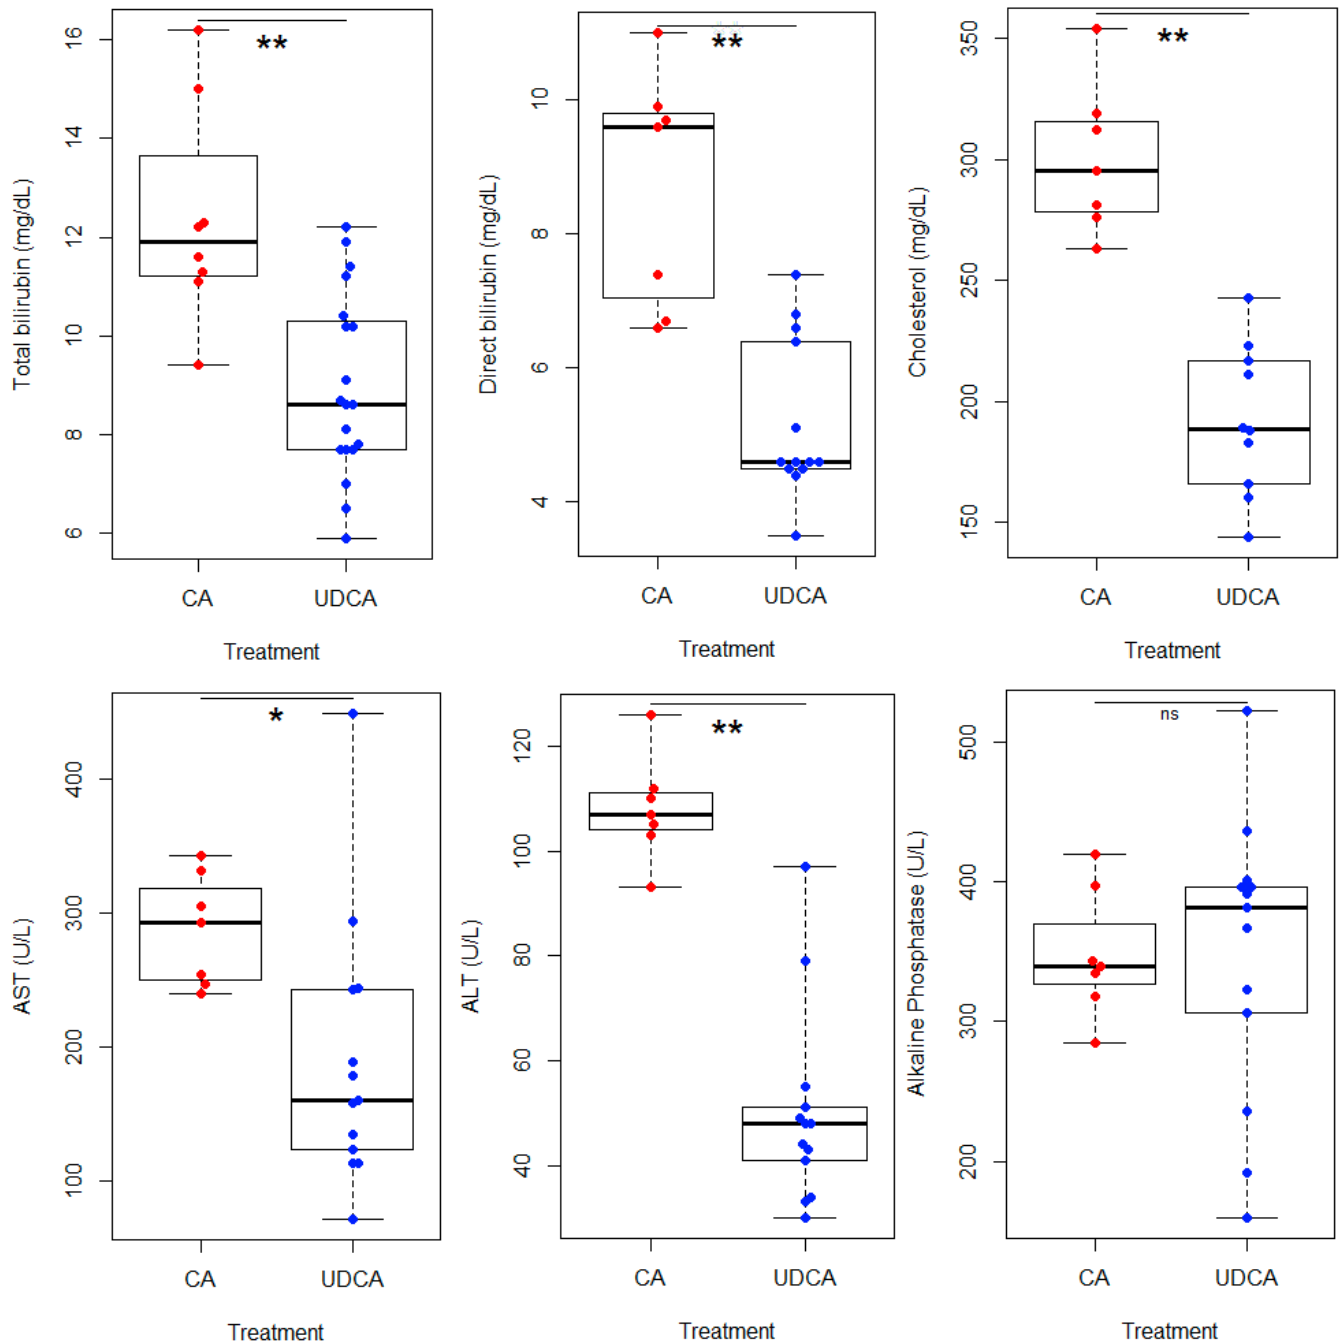 Total bilirubin (mg/dL)
16
14
12
10
8
6
**
CA
UDCA
Treatment
Direct bilirubin (mg/dL)
10
8
6
4
**
CA
UDCA
Treatment
Cholesterol (mg/dL)
350
300
250
200
150
**
CA
UDCA
Treatment
AST (U/L)
400
300
200
100
*
CA
UDCA
Treatment
ALT (U/L)
120
100
80
60
40
**
CA
UDCA
Treatment
Alkaline Phosphatase (U/L)
500
400
300
200
ns
CA
UDCA
Treatment